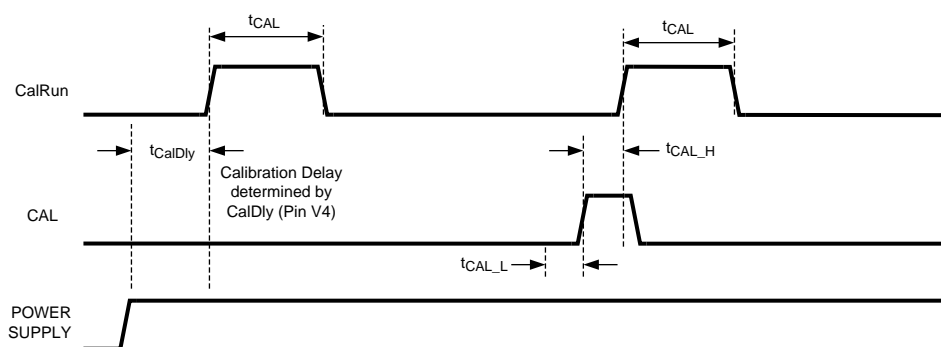 tCAL
tCAL
CalRun
tCalDly
tCAL_H
Calibration Delay
determined by
CalDly (Pin V4)
CAL
tCAL_L
POWER
SUPPLY